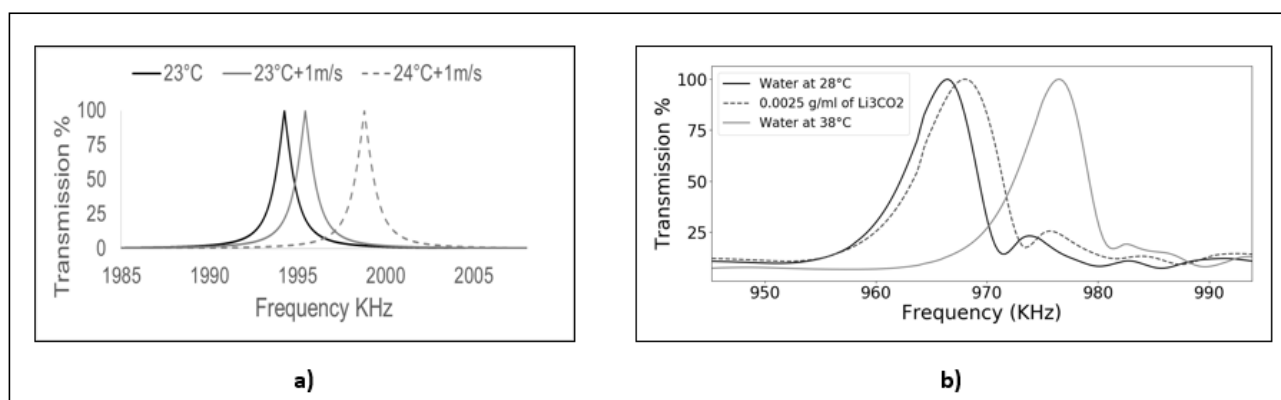 23°C 23°C+1m/s 24°C+1m/s
Transmission %
100
75
50
25
0
1985 1990 1995 2000 2005
Frequency KHz
a)
Water at 28°C
0.0025 g/ml of Li3CO2
Water at 38°C
Transmission %
100
75
50
25
950 960 970 980 990
Frequency (KHz)
b)